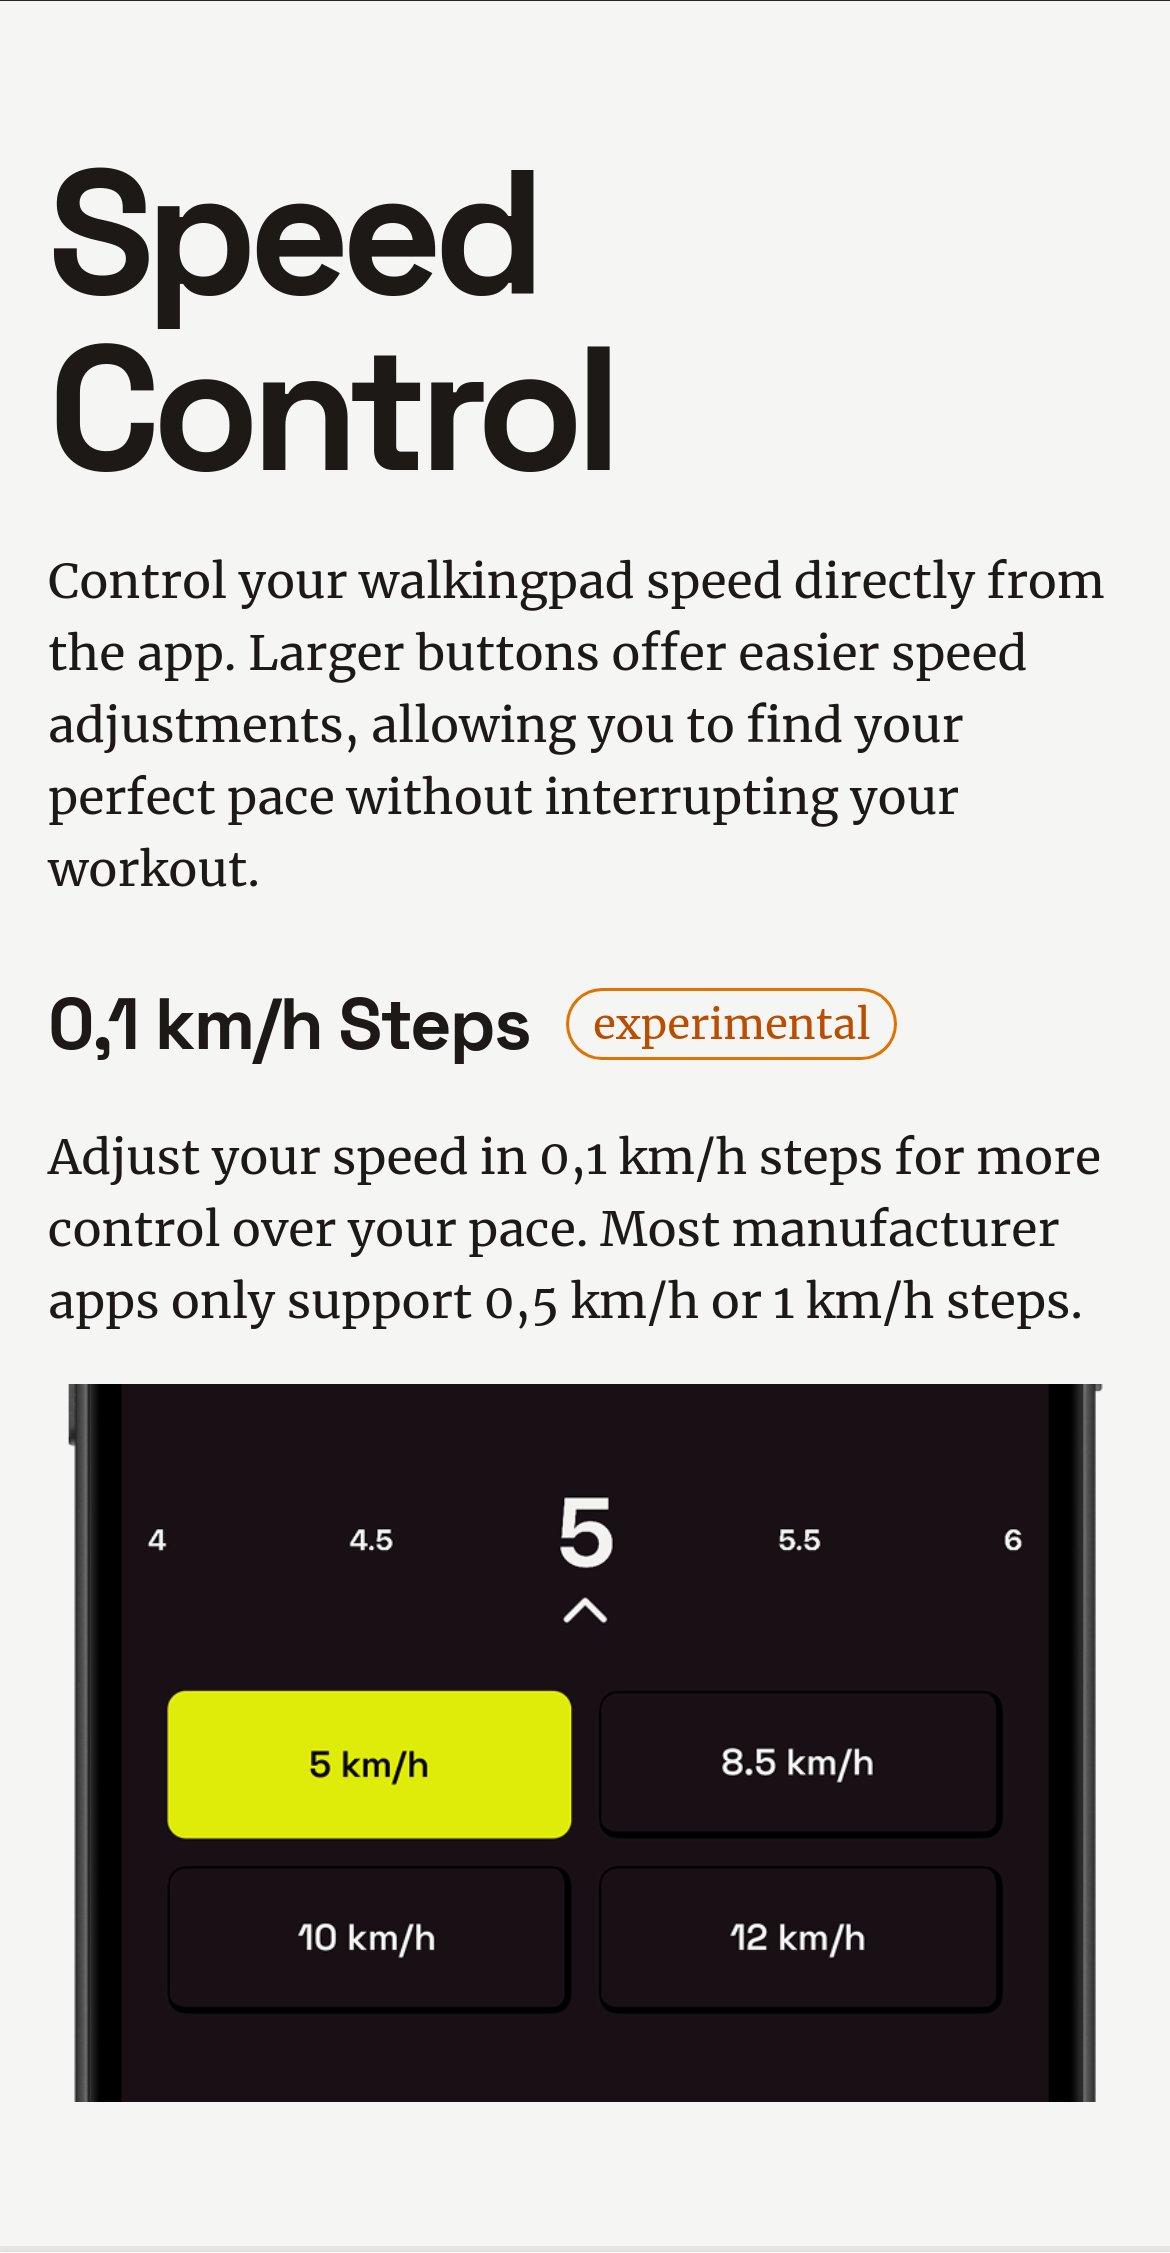 Speed
Control
Control your walkingpad speed directly from
the app. Larger buttons offer easier speed
adjustments, allowing you to find your
perfect pace without interrupting your
workout.
0,1 km/h Steps experimental
Adjust your speed in 0,1 km/h steps for more
control over your pace. Most manufacturer
apps only support 0,5 km/h or 1 km/h steps.
4 4.5 5 5.5 6
5 km/h 8.5 km/h
10 km/h 12 km/h